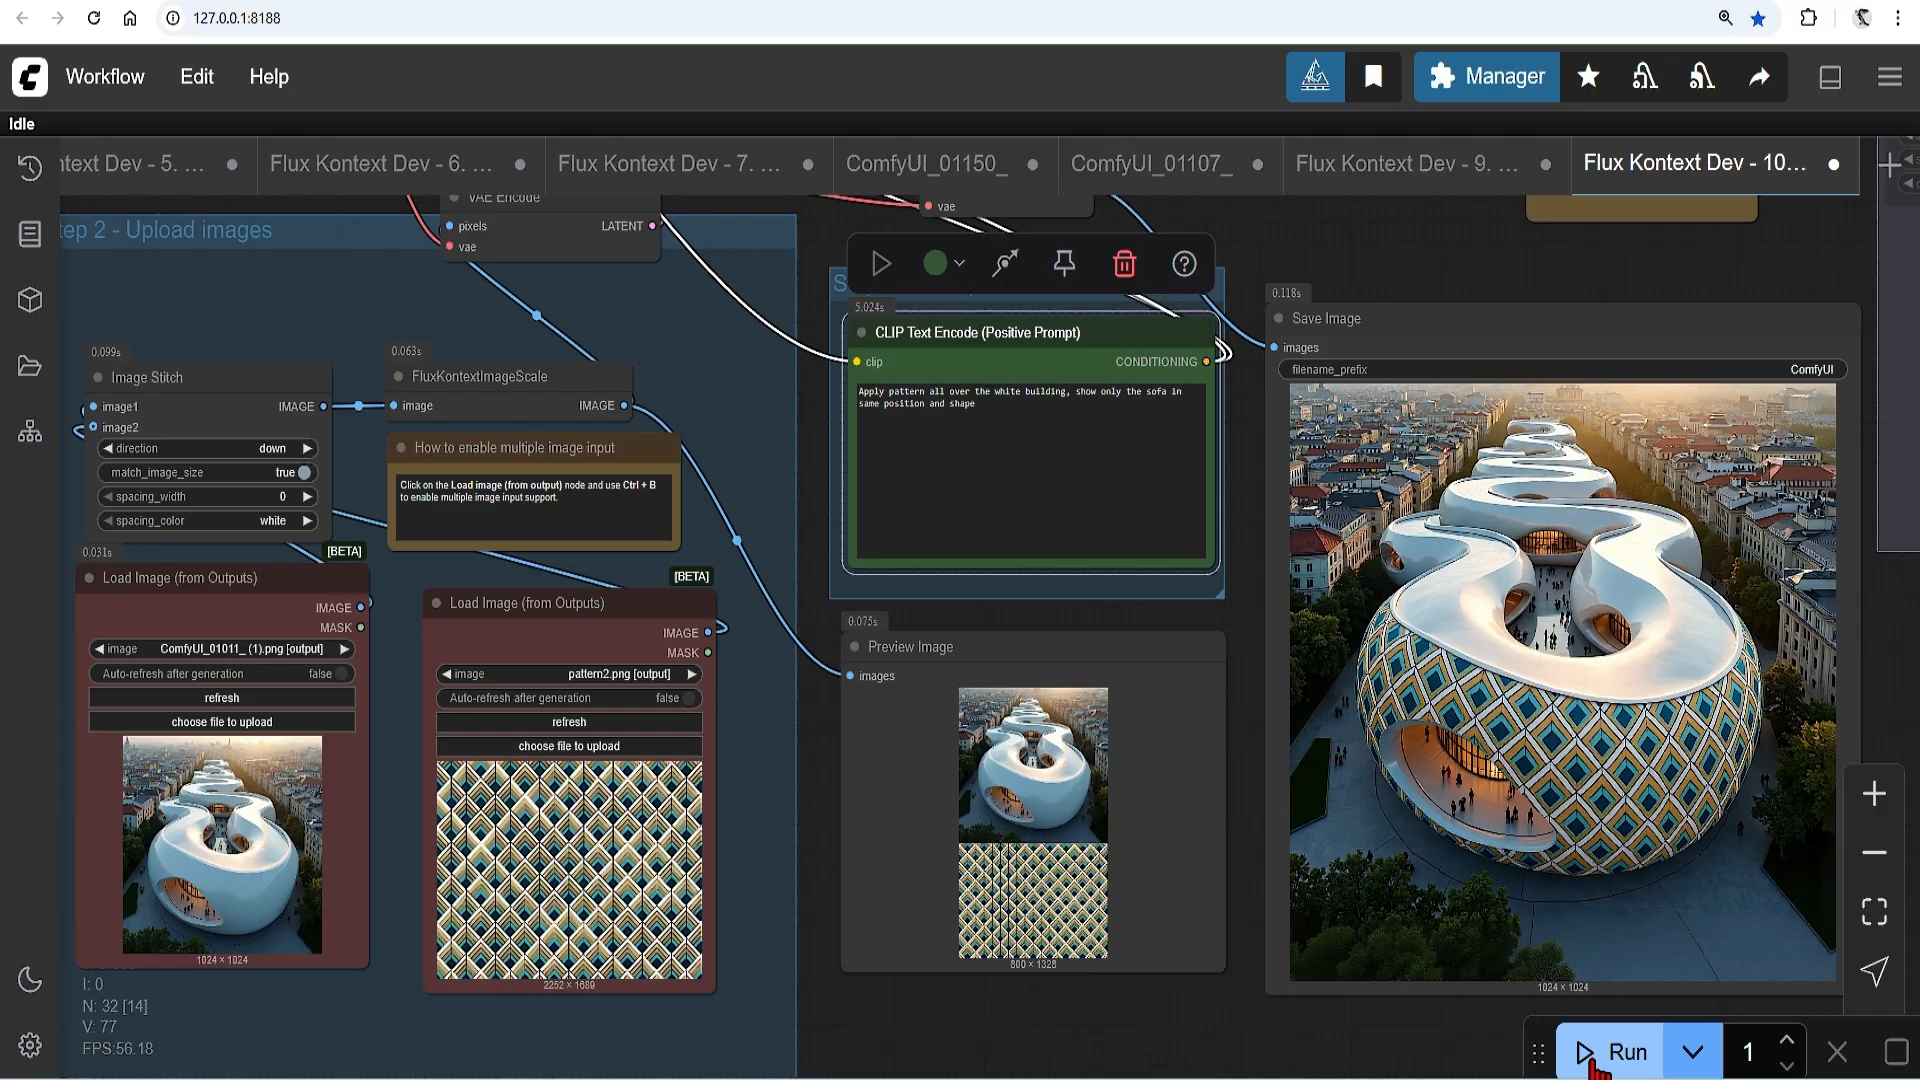 127.0.0.1:8188
Workflow
Edit
Help
Manager
Idle
ntext Dev - 5. ...
Flux Kontext Dev - 6. ...
Flux Kontext Dev - 7. ...
ComfyUI_01150_
ComfyUI_01107_
Flux Kontext Dev - 9. ...
Flux Kontext Dev - 10...
VAE Encode
pixels
LATENT
vae
vae
ep 2 - Upload images
S
0.099s
Image Stitch
image1
IMAGE
image2
direction
down
match_image_size
true
spacing_width
0
spacing_color
white
0.063s
FluxKontextImageScale
image
IMAGE
How to enable multiple image input
Click on the Load image (from output) node and use Ctrl + B
to enable multiple image input support.
0.031s
[BETA]
Load Image (from Outputs)
IMAGE
MASK
image
ComfyUI_01011_ (1).png [output]
Auto-refresh after generation
false
refresh
choose file to upload
1024 × 1024
[BETA]
Load Image (from Outputs)
IMAGE
MASK
image
pattern2.png [output]
Auto-refresh after generation
false
refresh
choose file to upload
2252 × 1689
I: 0
N: 32 [14]
V: 77
FPS:56.18
5.024s
CLIP Text Encode (Positive Prompt)
clip
CONDITIONING
Apply pattern all over the white building, show only the sofa in
same position and shape
0.075s
Preview Image
images
800 × 1328
0.118s
Save Image
images
filename_prefix
ComfyUI
1024 × 1024
Run
1